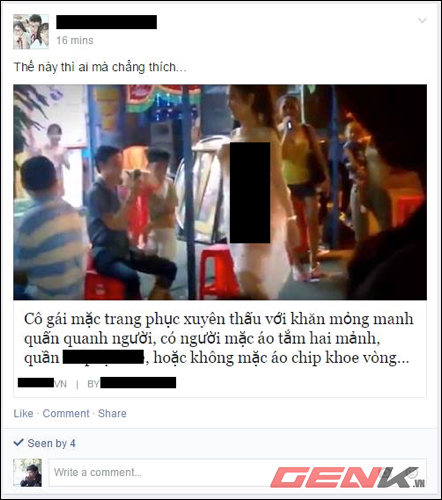 16 mins
Thế này thì ai mà chẳng thích...
Cô gái mặc trang phục xuyên thấu với khăn mỏng manh
quấn quanh người, có người mặc áo tắm hai mảnh,
quần , hoặc không mặc áo chip khoe vòng...
VN | BY
Like · Comment · Share
Seen by 4
Write a comment...
GENK.VN